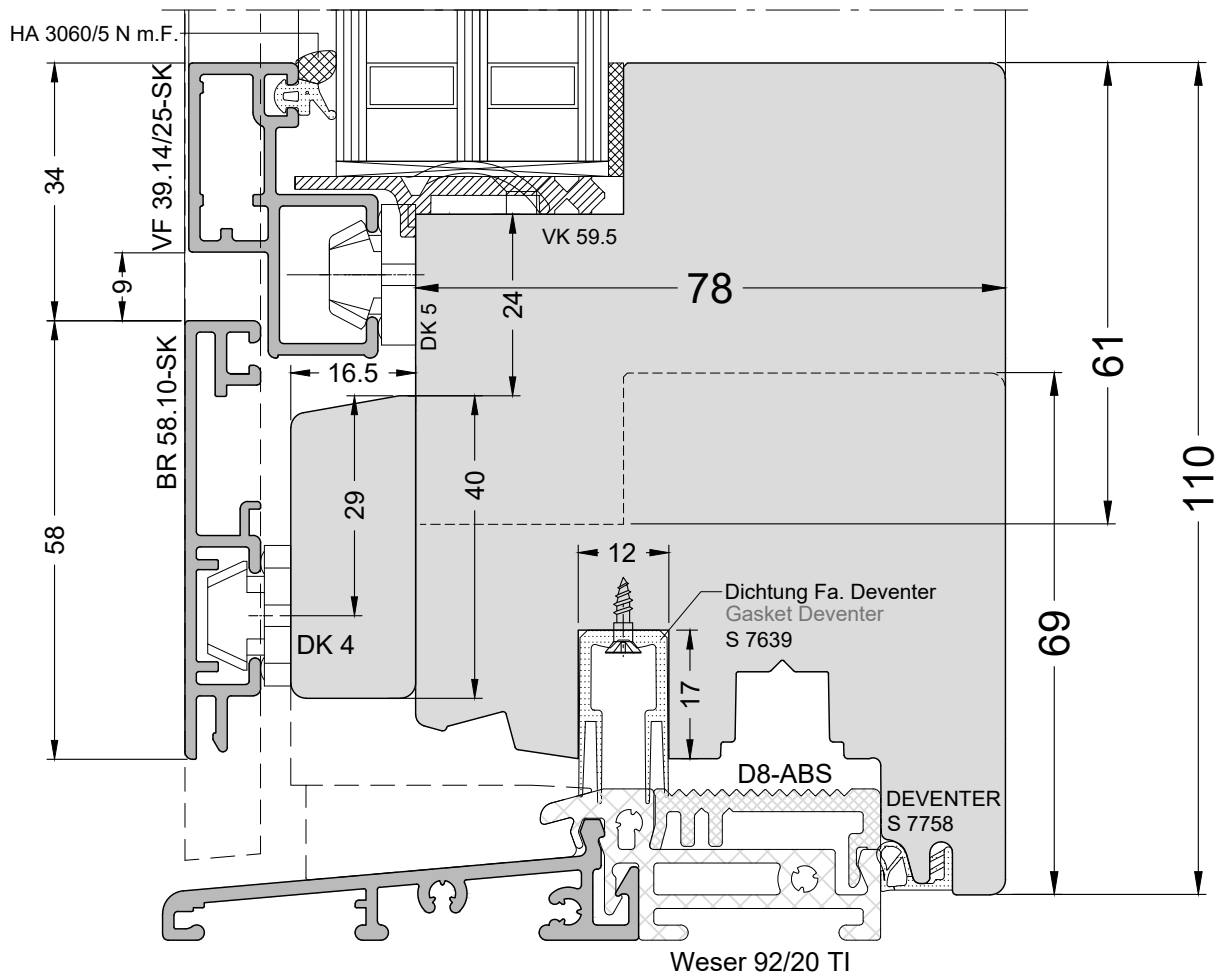 HA 3060/5 N m.F.
VF 39.14/25-SK
34
9
VK 59.5
78
24
DK 5
16.5
61
BR 58.10-SK
58
29
40
110
12
Dichtung Fa. Deventer
Gasket Deventer
S 7639
DK 4
17
69
D8-ABS
DEVENTER
S 7758
Weser 92/20 TI